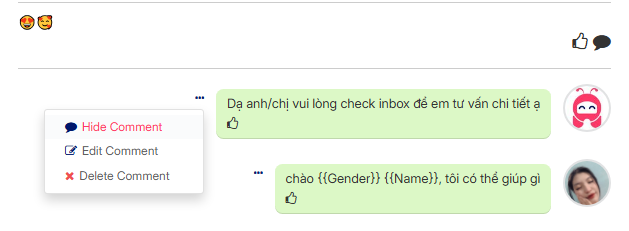 😍🥰
Dạ anh/chị vui lòng check inbox để em tư vấn chi tiết ạ
Hide Comment
Edit Comment
Delete Comment
chào {{Gender}} {{Name}}, tôi có thể giúp gì